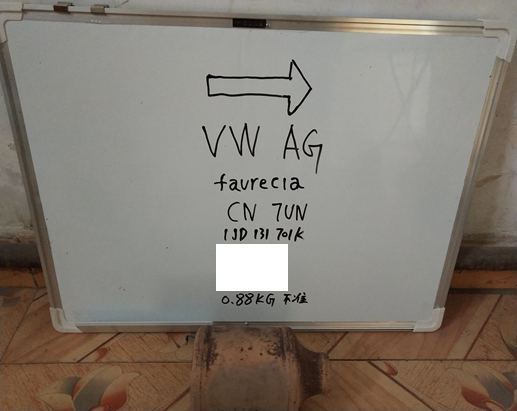 VW AG
faurecia
CN 7UN
1JD 131 701K
0.88KG 不准